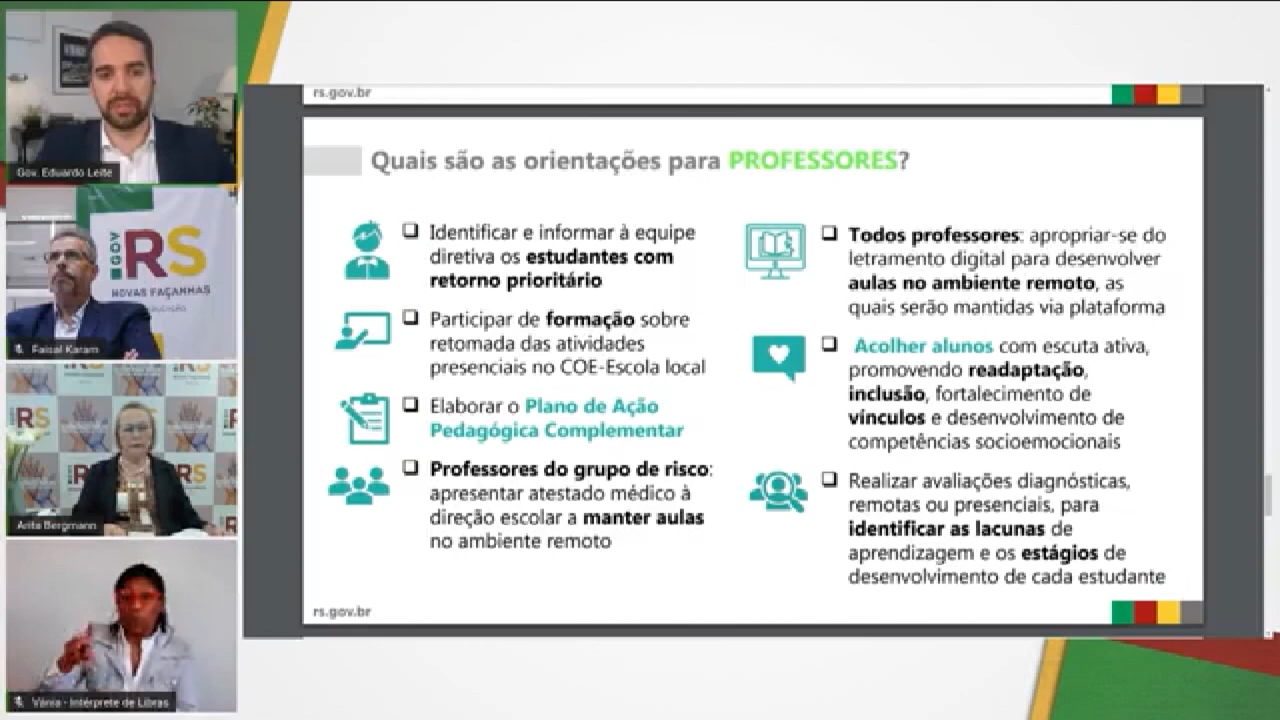 Gov. Eduardo Leite
GOV
RS
NOVAS FAÇANHAS
Faisal Karam
RS
RS
Arita Bergmann
Vânia - Intérprete de Libras
rs.gov.br
Quais são as orientações para PROFESSORES?
Identificar e informar à equipe
diretiva os estudantes com
retorno prioritário
Participar de formação sobre
retomada das atividades
presenciais no COE-Escola local
Elaborar o Plano de Ação
Pedagógica Complementar
Professores do grupo de risco:
apresentar atestado médico à
direção escolar a manter aulas
no ambiente remoto
Todos professores: apropriar-se do
letramento digital para desenvolver
aulas no ambiente remoto, as
quais serão mantidas via plataforma
Acolher alunos com escuta ativa,
promovendo readaptação,
inclusão, fortalecimento de
vínculos e desenvolvimento de
competências socioemocionais
Realizar avaliações diagnósticas,
remotas ou presenciais, para
identificar as lacunas de
aprendizagem e os estágios de
desenvolvimento de cada estudante
rs.gov.br